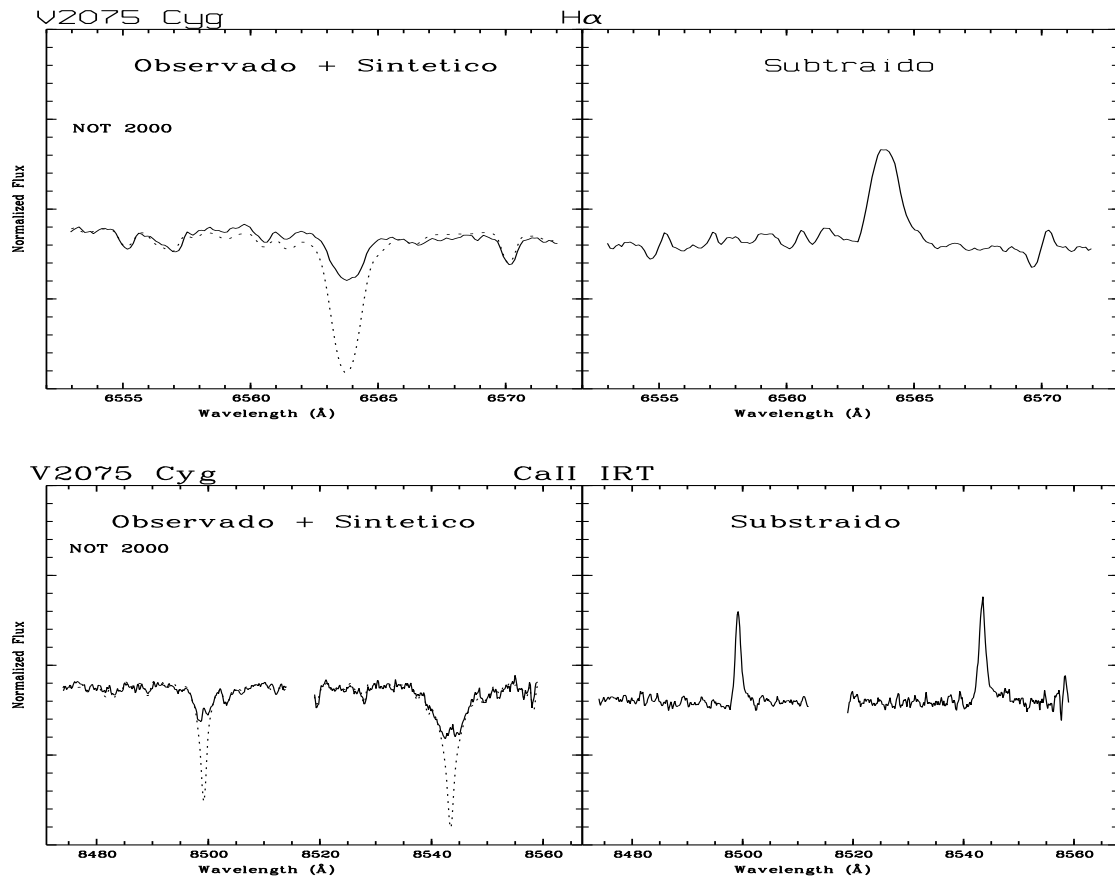 V2075 Cyg
Hα
Observado + Sintetico
Subtraido
NOT 2000
Normalized Flux
6555 6560 6565 6570
6555 6560 6565 6570
Wavelength (Å)
Wavelength (Å)
V2075 Cyg
CaII IRT
Observado + Sintetico
Substraido
NOT 2000
Normalized Flux
8480 8500 8520 8540 8560
8480 8500 8520 8540 8560
Wavelength (Å)
Wavelength (Å)